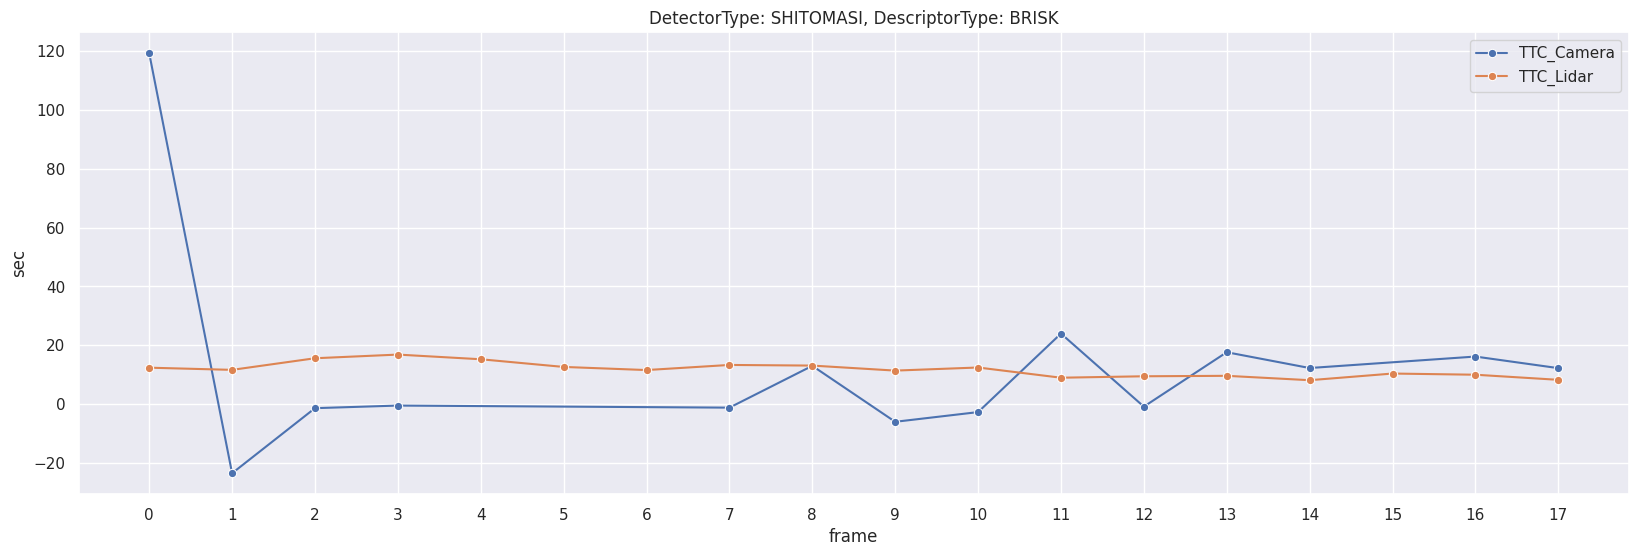 DetectorType: SHITOMASI, DescriptorType: BRISK
TTC_Camera
TTC_Lidar
sec
120
100
80
60
40
20
0
−20
0 1 2 3 4 5 6 7 8 9 10 11 12 13 14 15 16 17
frame